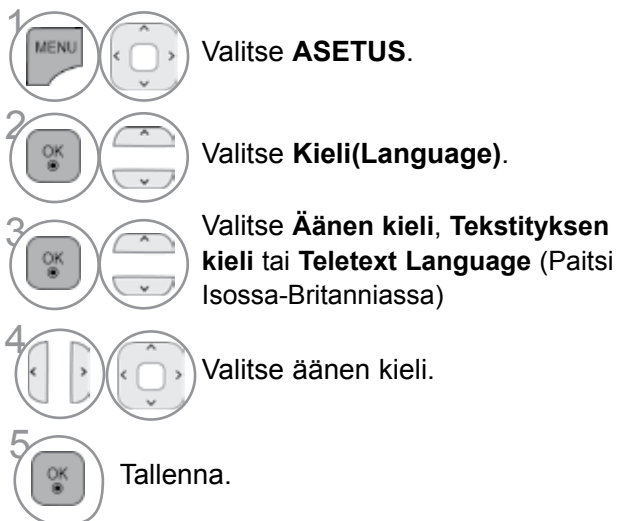 1
MENU
Valitse ASETUS.
2
OK
Valitse Kieli(Language).
3
OK
Valitse Äänen kieli, Tekstityksen
kieli tai Teletext Language (Paitsi
Isossa-Britanniassa)
4
Valitse äänen kieli.
5
OK
Tallenna.